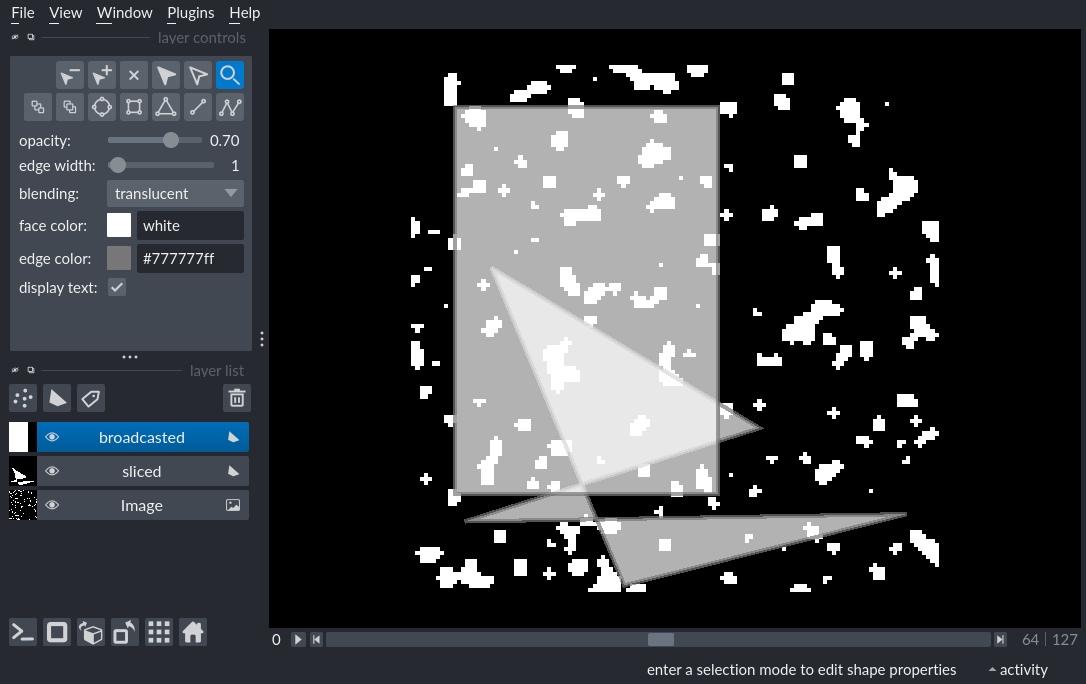 File View Window Plugins Help
layer controls
opacity: 0.70
edge width: 1
blending: translucent
face color: white
edge color: #777777ff
display text:
layer list
broadcasted
sliced
Image
0 64 127
enter a selection mode to edit shape properties activity